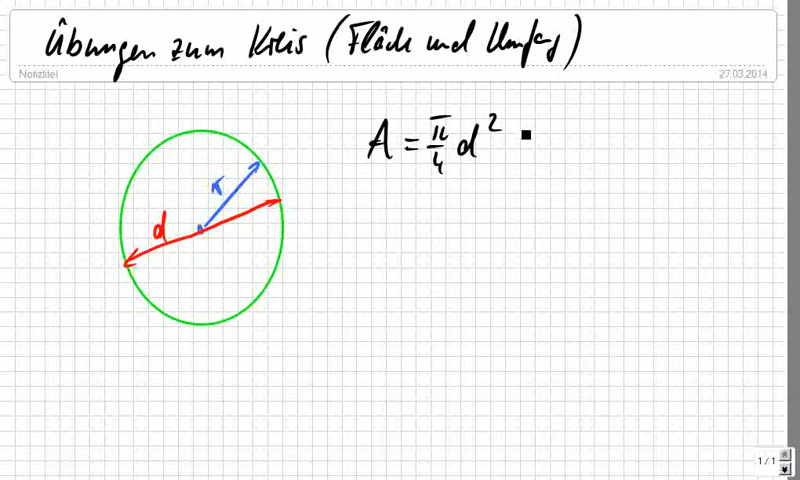 Übungen zum Kreis (Fläche und Umfang)
Notiztitel 27.03.2014
A = π/4 d²
r
d
1/1